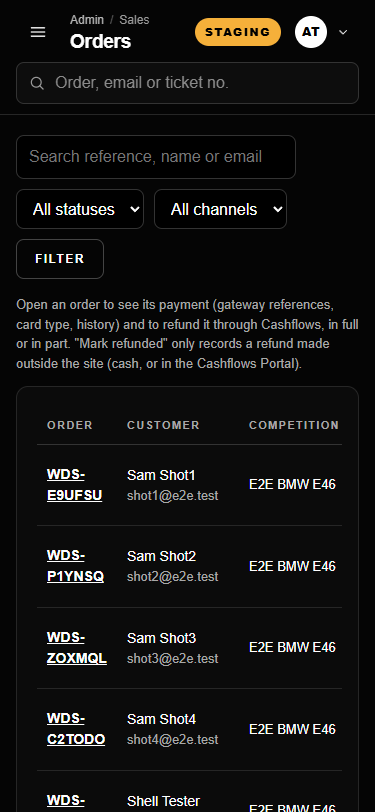 Admin / Sales
Orders
STAGING
AT
Order, email or ticket no.
Search reference, name or email
All statuses
All channels
FILTER
Open an order to see its payment (gateway references,
card type, history) and to refund it through Cashflows, in full
or in part. "Mark refunded" only records a refund made
outside the site (cash, or in the Cashflows Portal).
ORDER CUSTOMER COMPETITION
WDS-
E9UFSU
Sam Shot1
shot1@e2e.test
E2E BMW E46
WDS-
P1YNSQ
Sam Shot2
shot2@e2e.test
E2E BMW E46
WDS-
ZOXMQL
Sam Shot3
shot3@e2e.test
E2E BMW E46
WDS-
C2TODO
Sam Shot4
shot4@e2e.test
E2E BMW E46
WDS-
Shell Tester
E2E BMW E46